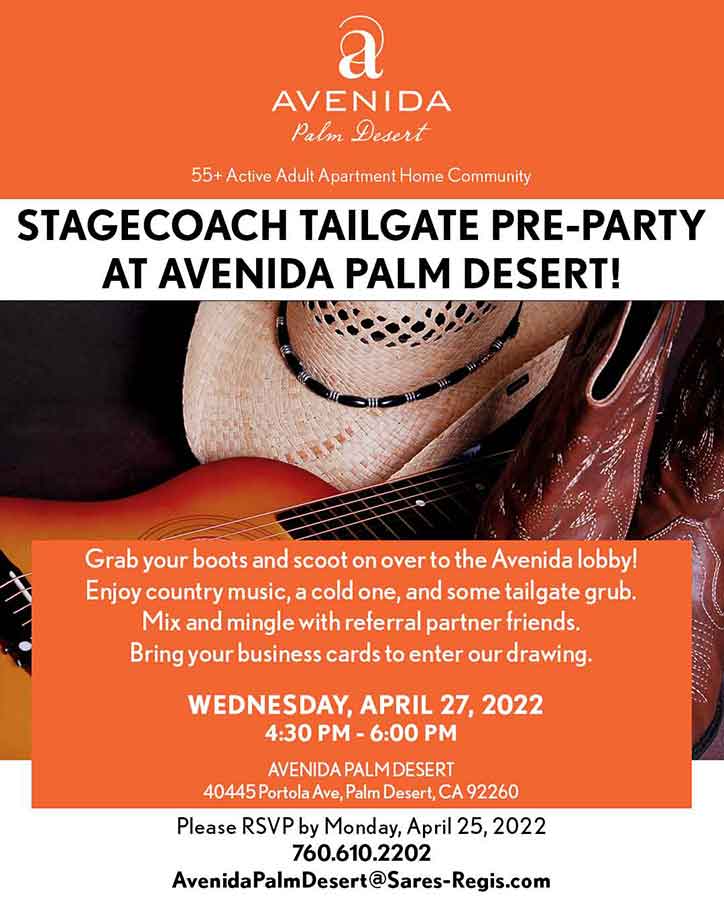 a
AVENIDA
Palm Desert
55+ Active Adult Apartment Home Community
STAGECOACH TAILGATE PRE-PARTY
AT AVENIDA PALM DESERT!
Grab your boots and scoot on over to the Avenida lobby!
Enjoy country music, a cold one, and some tailgate grub.
Mix and mingle with referral partner friends.
Bring your business cards to enter our drawing.
WEDNESDAY, APRIL 27, 2022
4:30 PM - 6:00 PM
AVENIDA PALM DESERT
40445 Portola Ave, Palm Desert, CA 92260
Please RSVP by Monday, April 25, 2022
760.610.2202
AvenidaPalmDesert@Sares-Regis.com